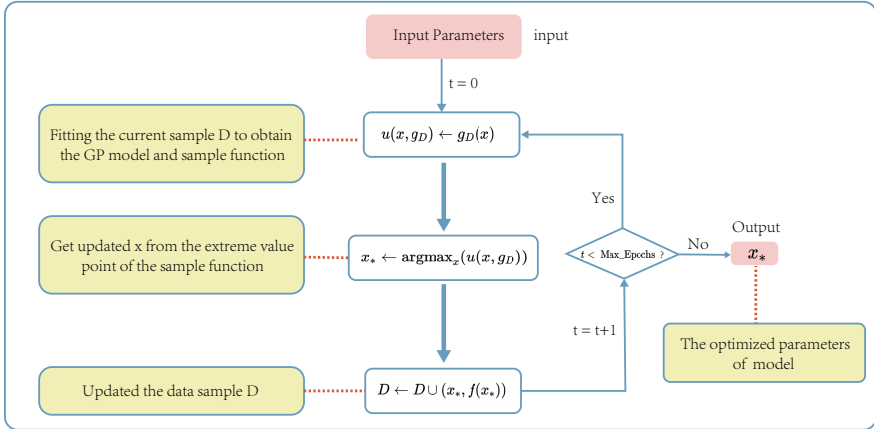 Input Parameters
input
t = 0
Fitting the current sample D to obtain
the GP model and sample function
u(x, g_D) ← g_D(x)
Yes
Get updated x from the extreme value
point of the sample function
x_* ← argmax_x(u(x, g_D))
t < Max_Epochs ?
No
Output
x_*
t = t+1
The optimized parameters
of model
Updated the data sample D
D ← D ∪ (x_*, f(x_*))